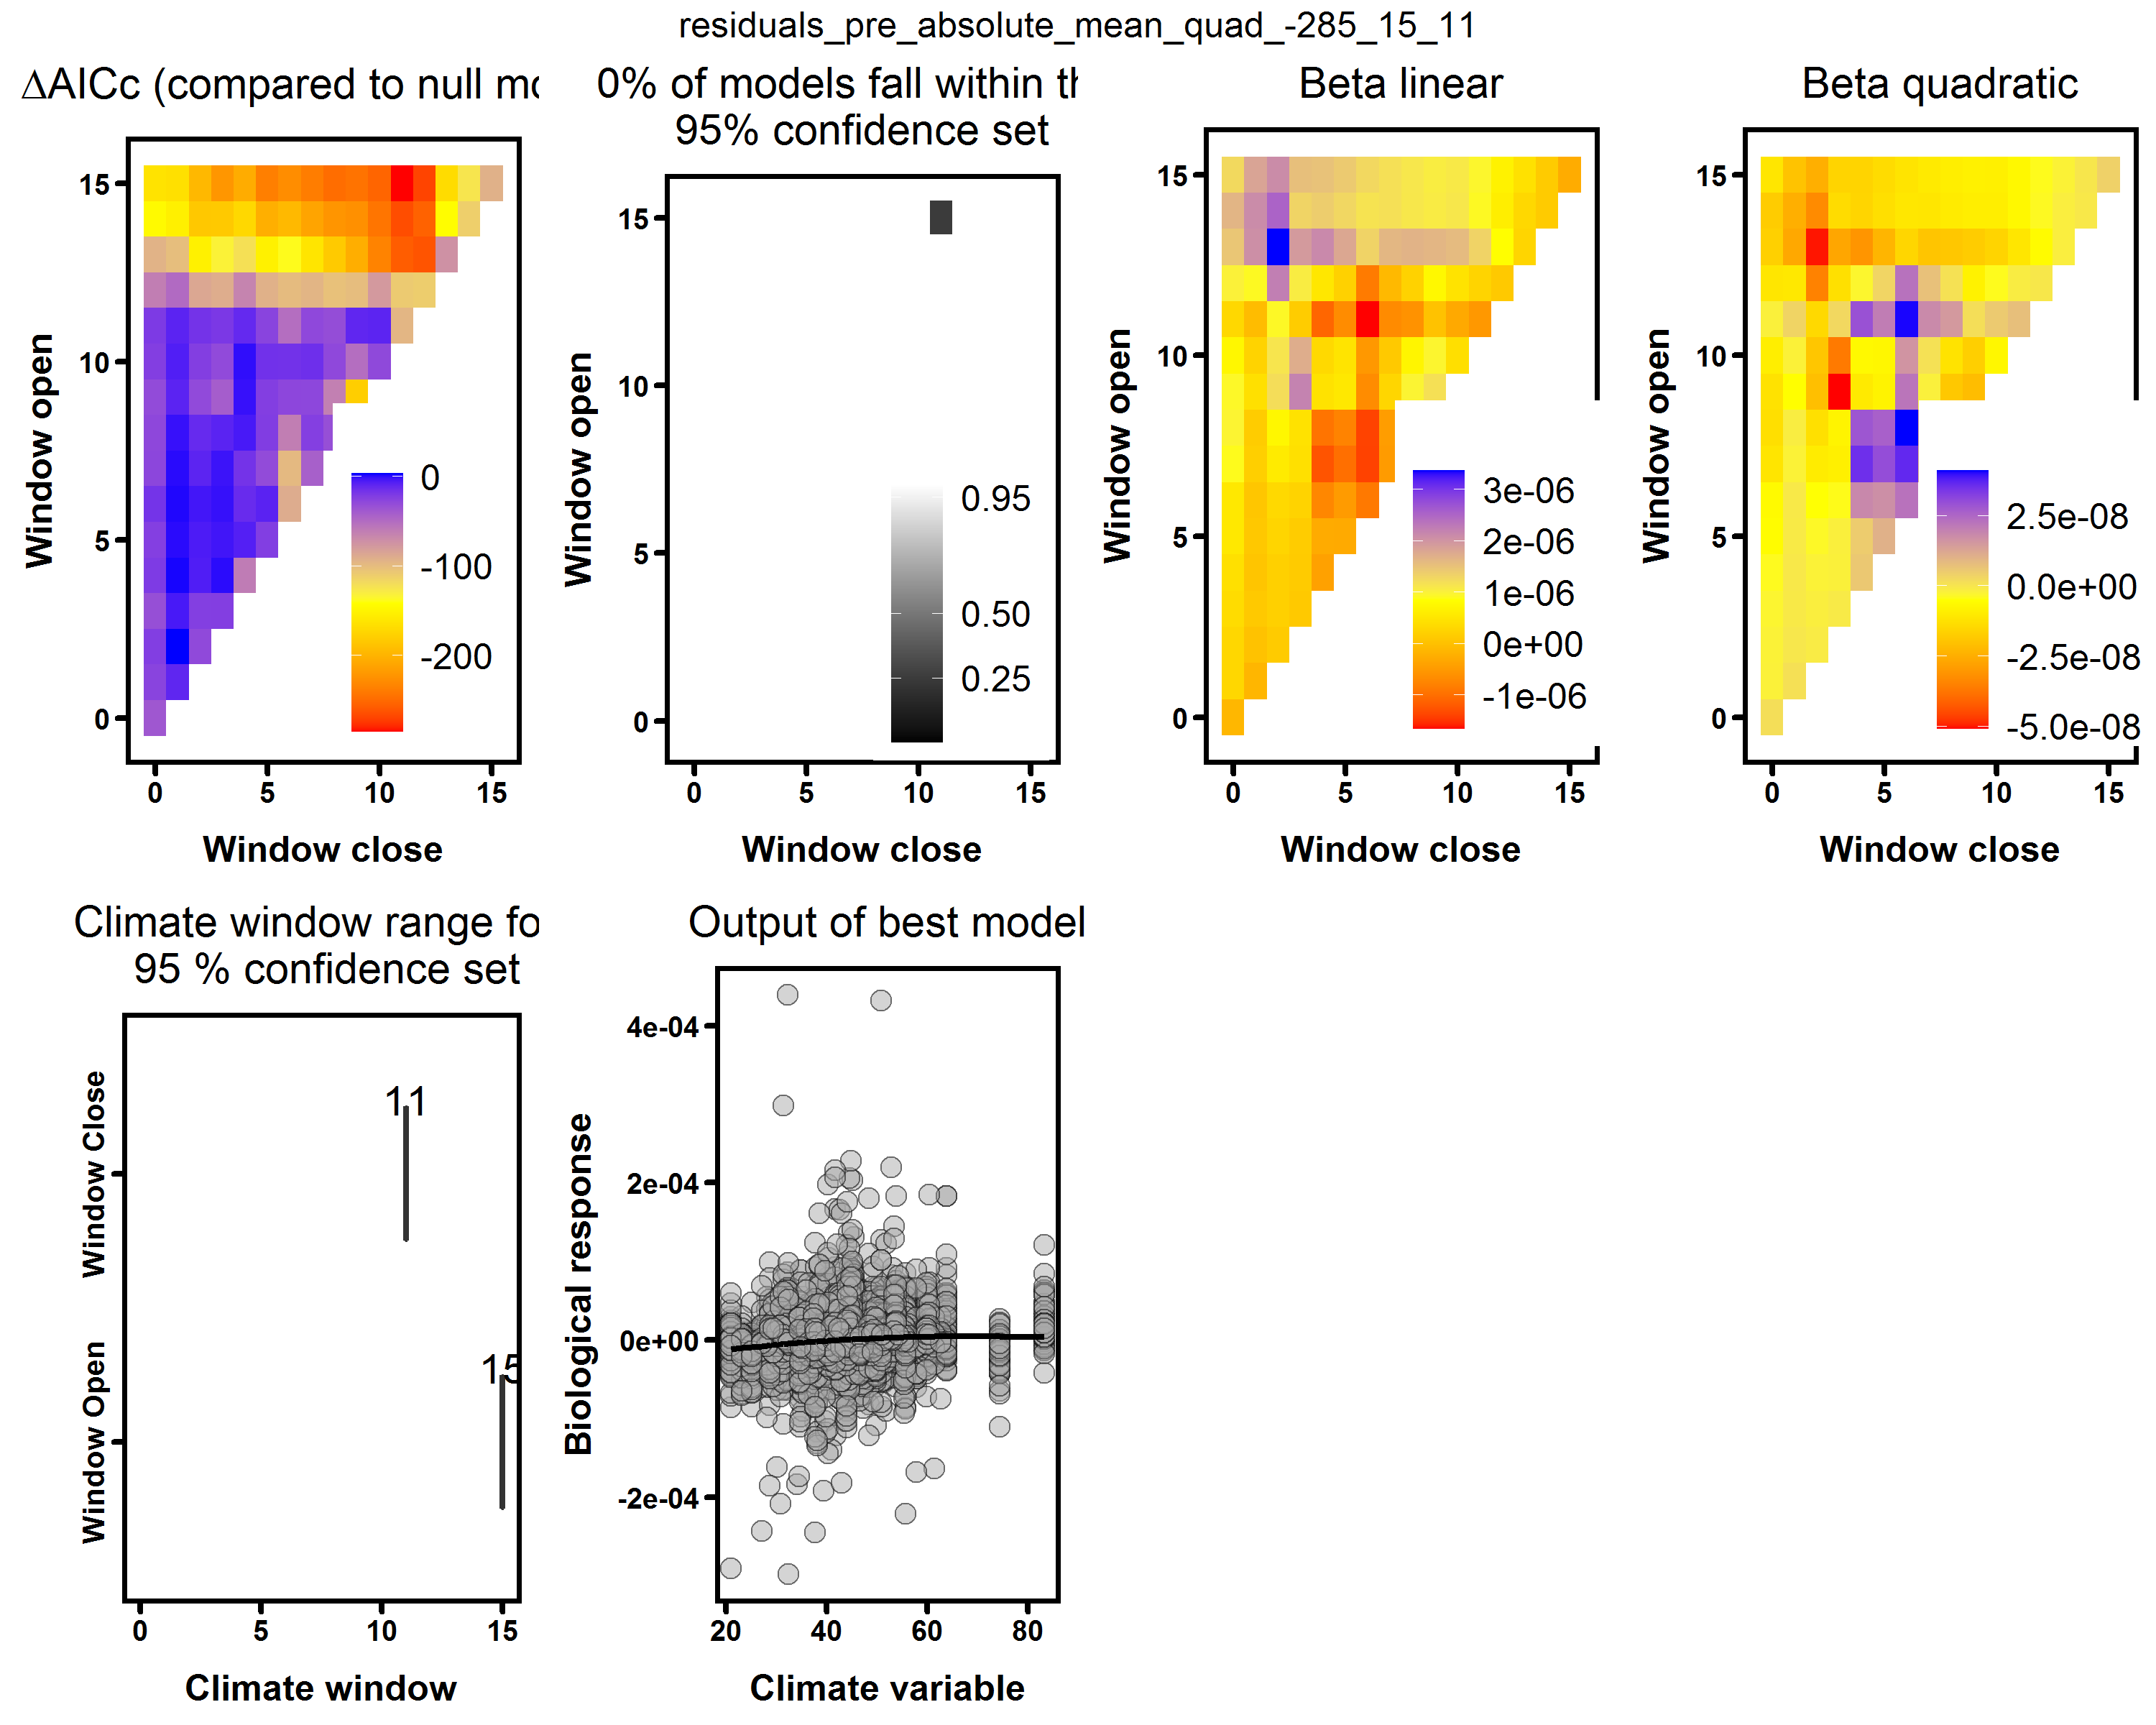 residuals_pre_absolute_mean_quad_-285_15_11
ΔAICc (compared to null mo
Window open
15
10
5
0
0
-100
-200
0
5
10
15
Window close
0% of models fall within th
95% confidence set
Window open
15
10
5
0
0.95
0.50
0.25
0
5
10
15
Window close
Beta linear
Window open
15
10
5
0
3e-06
2e-06
1e-06
0e+00
-1e-06
0
5
10
15
Window close
Beta quadratic
Window open
15
10
5
0
2.5e-08
0.0e+00
-2.5e-08
-5.0e-08
0
5
10
15
Window close
Climate window range fo
95 % confidence set
Window Close
Window Open
11
15
0
5
10
15
Climate window
Output of best model
Biological response
4e-04
2e-04
0e+00
-2e-04
20
40
60
80
Climate variable